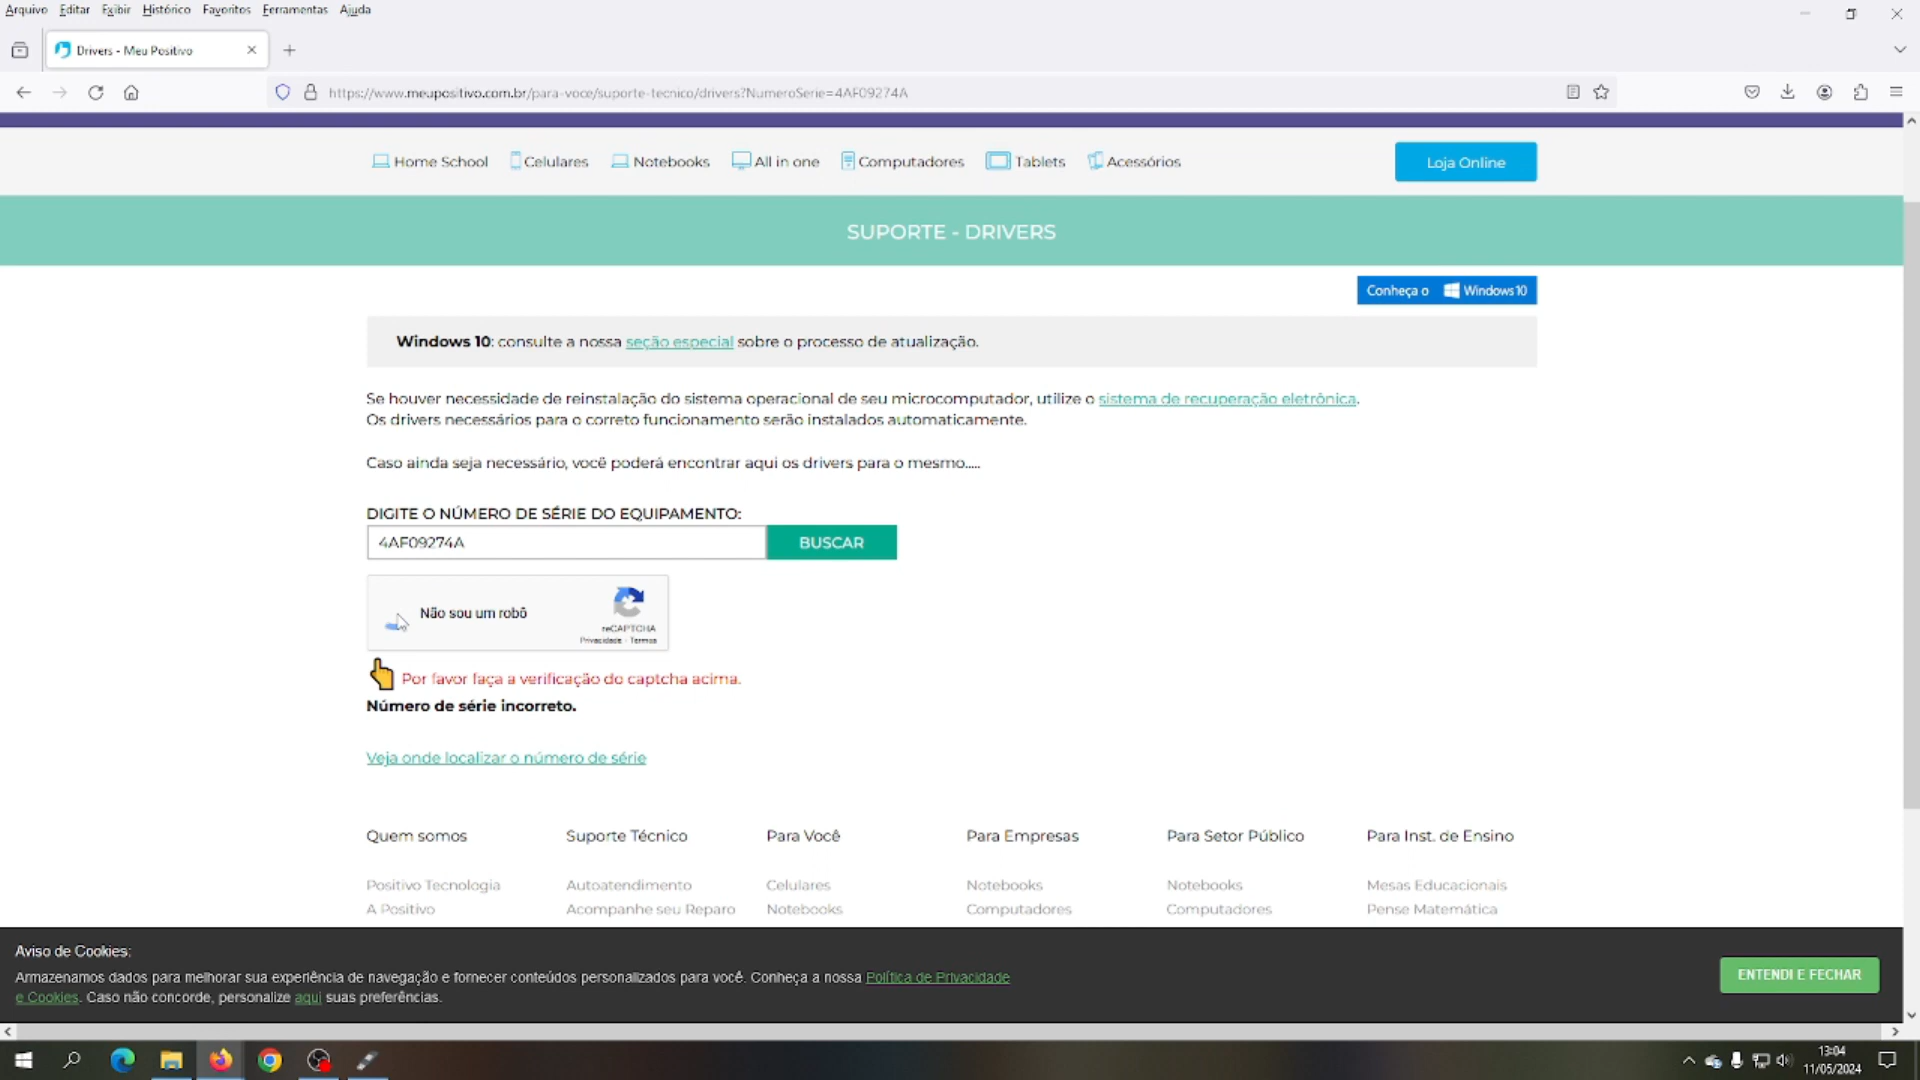 Arquivo Editar Exibir Histórico Favoritos Ferramentas Ajuda
Drivers - Meu Positivo
https://www.meupositivo.com.br/para-voce/suporte-tecnico/drivers?NumeroSerie=4AF09274A
Home School Celulares Notebooks All in one Computadores Tablets Acessórios Loja Online
SUPORTE - DRIVERS
Conheça o Windows 10
Windows 10: consulte a nossa seção especial sobre o processo de atualização.
Se houver necessidade de reinstalação do sistema operacional de seu microcomputador, utilize o sistema de recuperação eletrônica.
Os drivers necessários para o correto funcionamento serão instalados automaticamente.
Caso ainda seja necessário, você poderá encontrar aqui os drivers para o mesmo.....
DIGITE O NÚMERO DE SÉRIE DO EQUIPAMENTO:
4AF09274A BUSCAR
Não sou um robô
reCAPTCHA
Privacidade - Termos
Por favor faça a verificação do captcha acima.
Número de série incorreto.
Veja onde localizar o número de série
Quem somos Suporte Técnico Para Você Para Empresas Para Setor Público Para Inst. de Ensino
Positivo Tecnologia Autoatendimento Celulares Notebooks Notebooks Mesas Educacionais
A Positivo Acompanhe seu Reparo Notebooks Computadores Computadores Pense Matemática
Aviso de Cookies:
Armazenamos dados para melhorar sua experiência de navegação e fornecer conteúdos personalizados para você. Conheça a nossa Política de Privacidade
e Cookies. Caso não concorde, personalize aqui suas preferências.
ENTENDI E FECHAR
13:04
11/05/2024